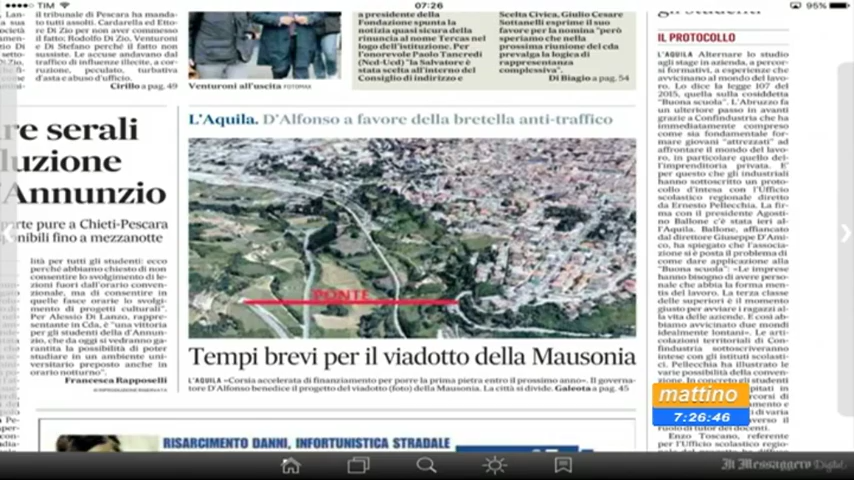 TIM
07:26
95%
il tribunale di Pescara ha manda-
to tutti assolti. Cardarella ed Etto-
re Di Zio per non aver commesso
il fatto; Rodolfo Di Zio, Venturoni
e Di Stefano perché il fatto non
sussiste. Le accuse andavano dal
traffico di influenze illecite, a cor-
ruzione, peculato, turbativa
d'asta e abuso d'ufficio.
Cirillo a pag. 49
Venturoni all'uscita FOTOMAX
a presidente della
Fondazione spunta la
notizia quasi sicura della
rinuncia al nome Tercas nel
logo dell'istituzione. Per
l'onorevole Paolo Tancredi
(Ncd-Ucd) "la Salvatore è
stata scelta all'interno del
Consiglio di indirizzo e
Scelta Civica, Giulio Cesare
Sottanelli esprime il suo
favore per la nomina "però
speriamo che nella
prossima riunione del cda
prevalga la logica di
rappresentanza
complessiva".
Di Biagio a pag. 54
re serali
luzione
'Annunzio
arte pure a Chieti-Pescara
ponibili fino a mezzanotte
lità per tutti gli studenti: ecco
perché abbiamo chiesto di non
consentire lo svolgimento di le-
zioni fuori dall'orario conven-
zionale, ma di consentire in
quelle fasce orarie lo svolgi-
mento di progetti culturali".
Per Alessio Di Lanzo, rappre-
sentante in Cda, è "una vittoria
per gli studenti della d'Annun-
zio, che da oggi si vedranno ga-
rantita la possibilità di poter
studiare in un ambiente uni-
versitario preposto anche in
orario notturno".
Francesca Rapposelli
L'Aquila. D'Alfonso a favore della bretella anti-traffico
PONTE
Tempi brevi per il viadotto della Mausonia
L'AQUILA «Corsia accelerata di finanziamento per porre la prima pietra entro il prossimo anno». Il governa-
tore D'Alfonso benedice il progetto del viadotto (foto) della Mausonia. La città si divide. Galeota a pag. 45
RISARCIMENTO DANNI, INFORTUNISTICA STRADALE
IL PROTOCOLLO
L'AQUILA Alternare lo studio
agli stage in azienda, a percor-
si formativi, a esperienze che
avvicinano al mondo del lavo-
ro. Lo dice la legge 107 del
2015, quella sulla cosiddetta
"Buona scuola". L'Abruzzo fa
un ulteriore passo in avanti
grazie a Confindustria che ha
immediatamente compreso
come sia fondamentale for-
mare giovani "attrezzati" ad
affrontare il mondo del lavo-
ro, in particolare quello del-
l'imprenditoria privata. E'
per questo che gli industriali
hanno sottoscritto un proto-
collo d'intesa con l'Ufficio
scolastico regionale diretto
da Ernesto Pellecchia. La fir-
ma con il presidente Agosti-
no Ballone c'è stata ieri al-
l'Aquila. Ballone, affiancato
dal direttore Giuseppe D'Ami-
co, ha spiegato che l'associa-
zione si è posta il problema di
come dare applicazione alla
"Buona scuola": «Le imprese
hanno bisogno di avere perso-
nale che abbia la forma men-
tis del lavoro. La terza classe
delle superiori è il momento
giusto per avviare i ragazzi al-
la vita delle aziende. E così ab-
biamo avvicinato due mondi
idealmente lontani». Le arti-
colazioni territoriali di Con-
findustria sottoscriveranno
intese con gli istituti scolasti-
ci. Pellecchia ha illustrato le
varie possibilità della conven-
zione. In concreto gli studenti
mattino
7:26:46
ruolo di tutor dei docenti.
Enzo Toscano, referente
per l'Ufficio scolastico regio-
Il Messaggero Digital